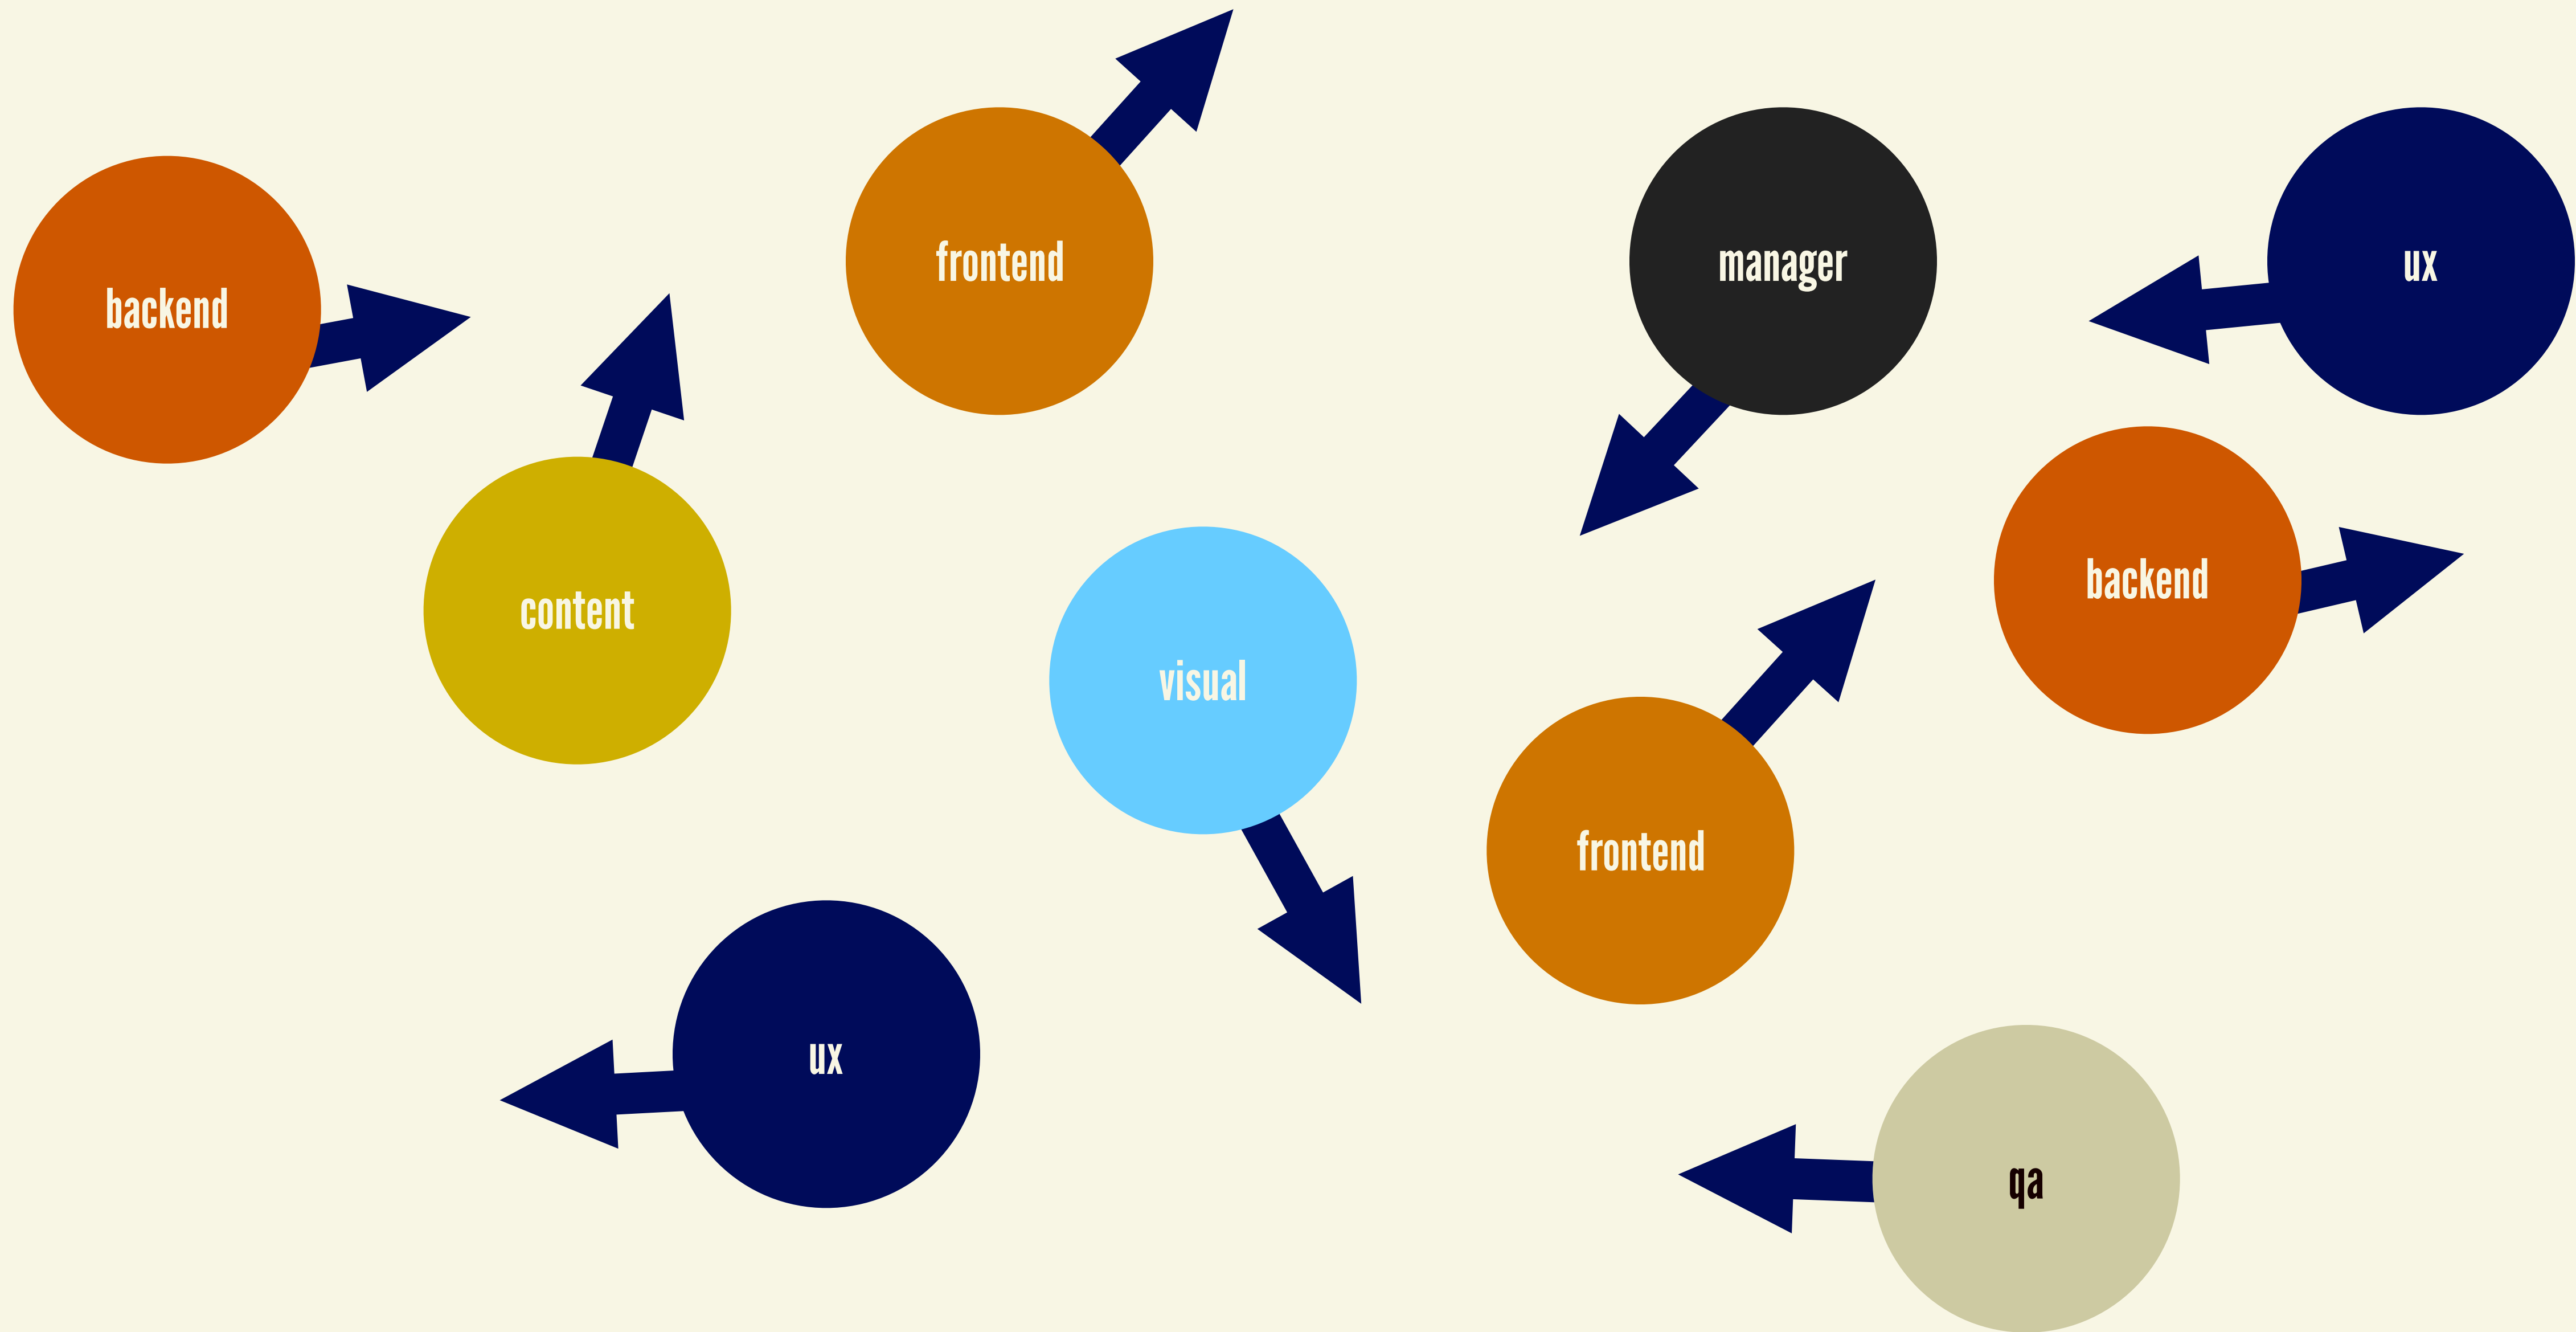 frontend
manager
ux
backend
content
backend
visual
frontend
ux
qa